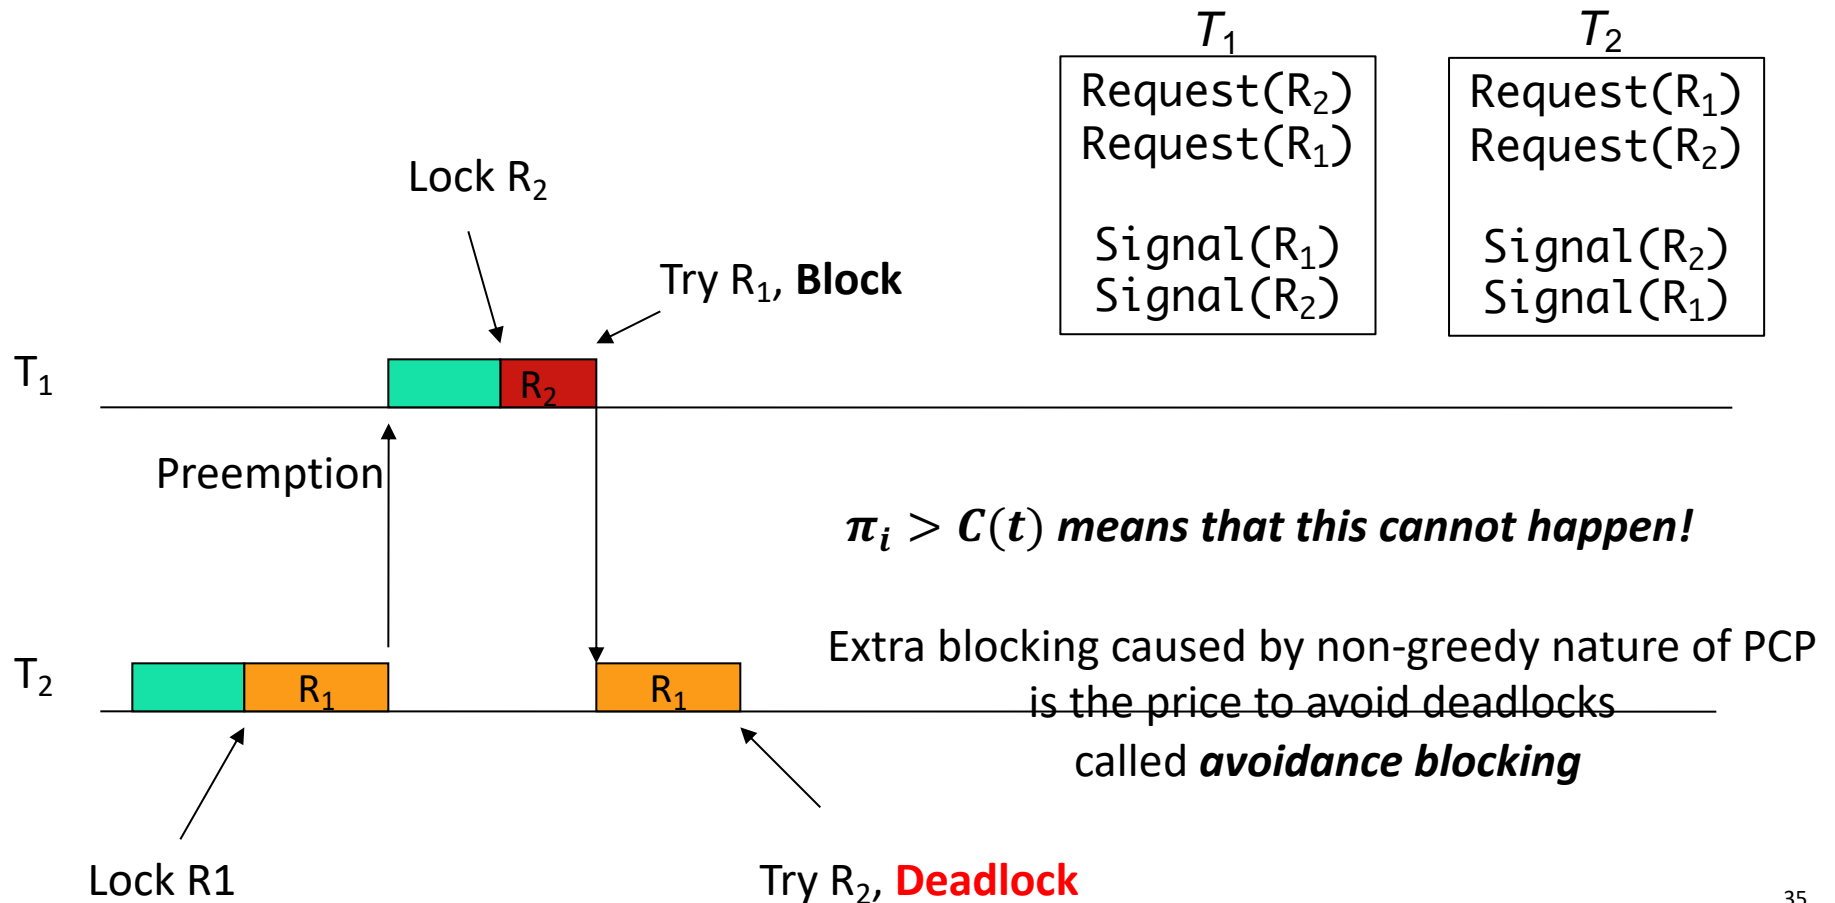 T₁
Request(R₂)
Request(R₁)
Signal(R₁)
Signal(R₂)
T₂
Request(R₁)
Request(R₂)
Signal(R₂)
Signal(R₁)
Lock R₂
Try R₁, Block
T₁
R₂
Preemption
πᵢ > C(t) means that this cannot happen!
Extra blocking caused by non-greedy nature of PCP
is the price to avoid deadlocks
called avoidance blocking
T₂
R₁
R₁
Lock R1
Try R₂, Deadlock
35